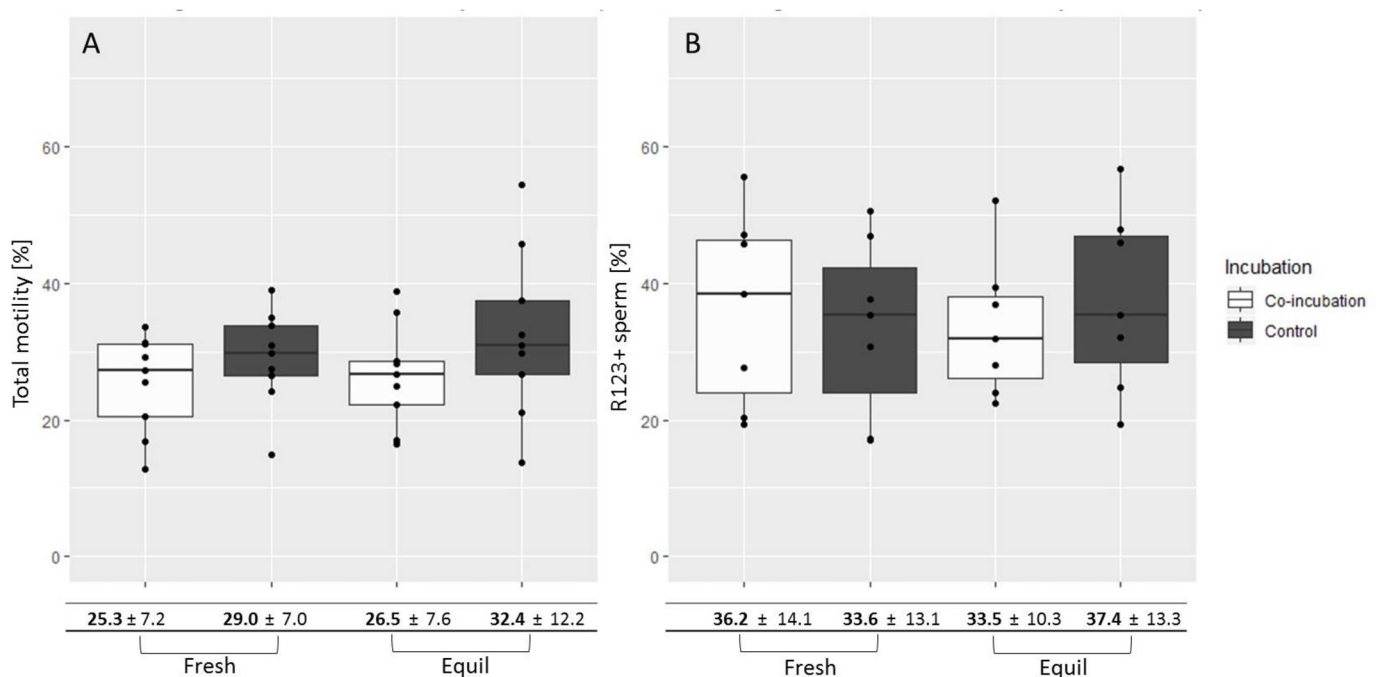 A
B
60
40
20
0
Total motility [%]
60
40
20
0
R123+ sperm [%]
Incubation
Co-incubation
Control
25.3 ± 7.2 29.0 ± 7.0 26.5 ± 7.6 32.4 ± 12.2
36.2 ± 14.1 33.6 ± 13.1 33.5 ± 10.3 37.4 ± 13.3
Fresh Equil
Fresh Equil